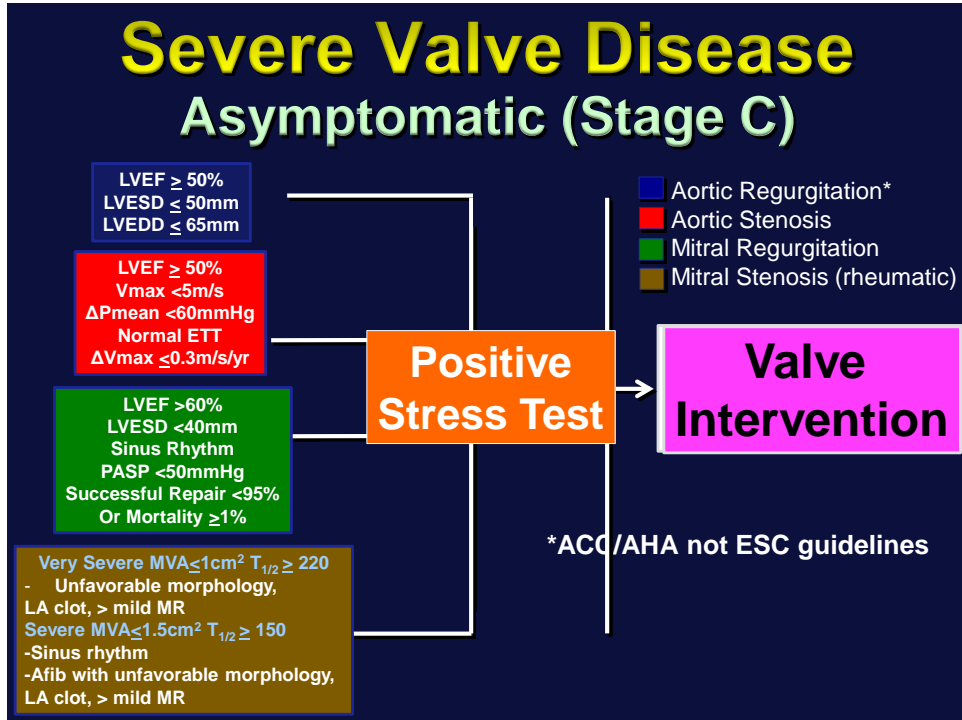 Severe Valve Disease
Asymptomatic (Stage C)
LVEF ≥ 50%
LVESD ≤ 50mm
LVEDD ≤ 65mm
LVEF ≥ 50%
Vmax <5m/s
ΔPmean <60mmHg
Normal ETT
ΔVmax ≤0.3m/s/yr
LVEF >60%
LVESD <40mm
Sinus Rhythm
PASP <50mmHg
Successful Repair <95%
Or Mortality ≥1%
Very Severe MVA≤1cm² T1/2 ≥ 220
- Unfavorable morphology,
LA clot, > mild MR
Severe MVA≤1.5cm² T1/2 ≥ 150
-Sinus rhythm
-Afib with unfavorable morphology,
LA clot, > mild MR
Positive
Stress Test
Aortic Regurgitation*
Aortic Stenosis
Mitral Regurgitation
Mitral Stenosis (rheumatic)
Valve
Intervention
*ACC/AHA not ESC guidelines